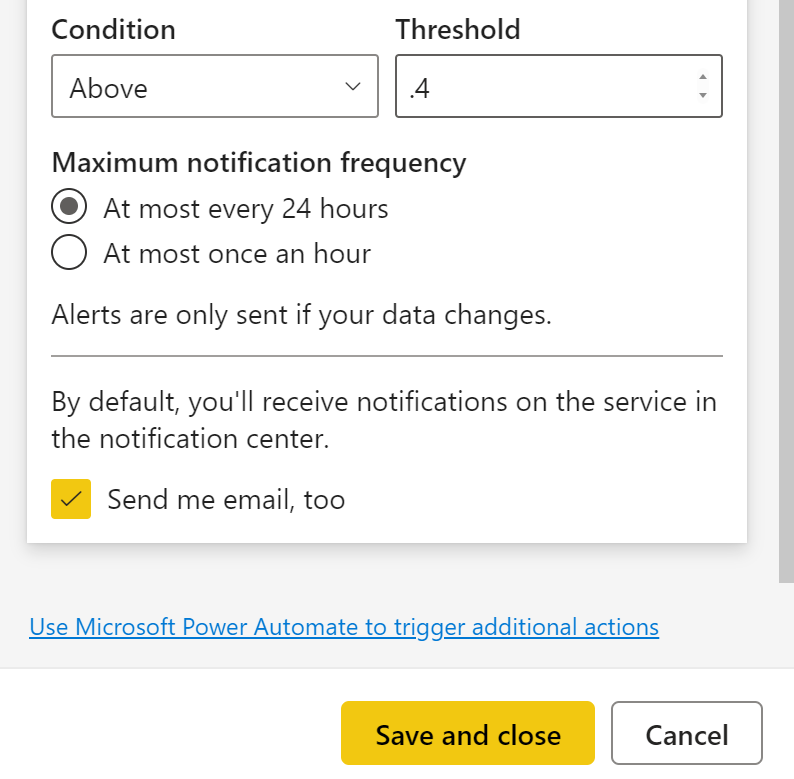 Condition
Threshold
Above
.4
Maximum notification frequency
At most every 24 hours
At most once an hour
Alerts are only sent if your data changes.
By default, you'll receive notifications on the service in
the notification center.
Send me email, too
Use Microsoft Power Automate to trigger additional actions
Save and close
Cancel